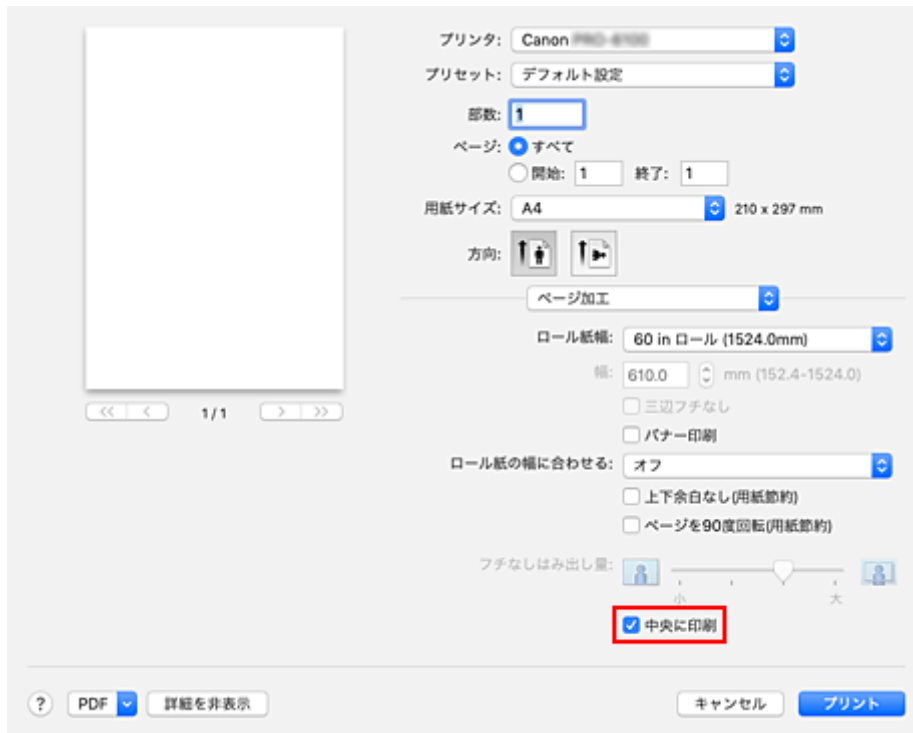 プリンタ: Canon
プリセット: デフォルト設定
部数: 1
ページ: すべて
開始: 1 終了: 1
用紙サイズ: A4 210 x 297 mm
方向:
ページ加工
ロール紙幅: 60 in ロール (1524.0mm)
幅: 610.0 mm (152.4-1524.0)
三辺フチなし
1/1
バナー印刷
ロール紙の幅に合わせる: オフ
上下余白なし(用紙節約)
ページを90度回転(用紙節約)
フチなしはみ出し量:
小 大
中央に印刷
? PDF 詳細を非表示 キャンセル プリント